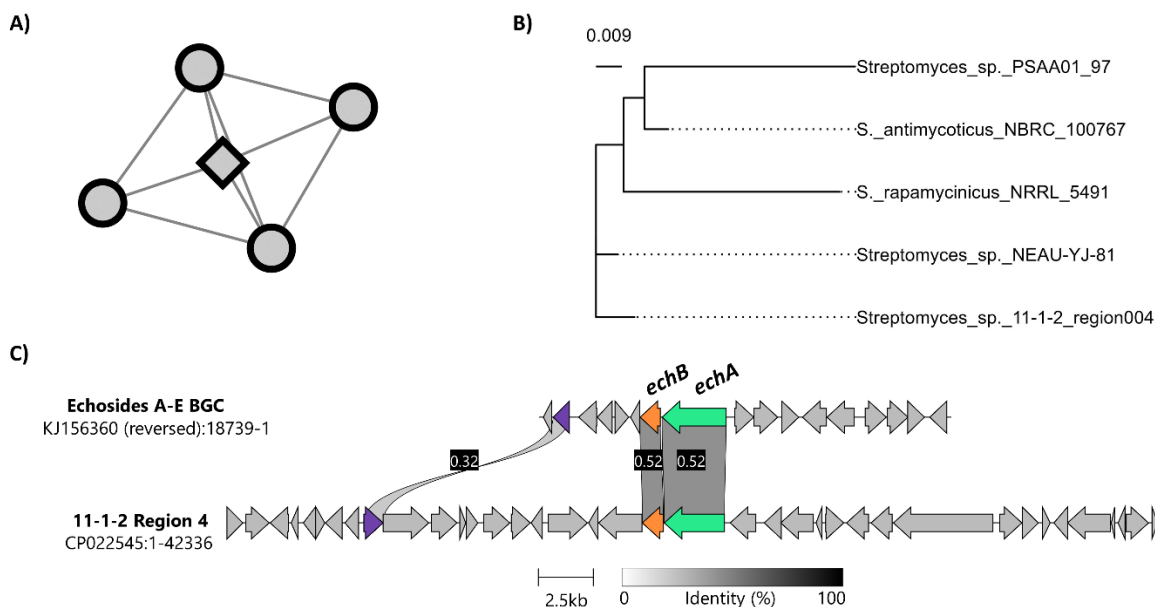 A)
B)
0.009
Streptomyces_sp._PSAA01_97
S._antimycoticus_NBRC_100767
S._rapamycinicus_NRRL_5491
Streptomyces_sp._NEAU-YJ-81
Streptomyces_sp._11-1-2_region004
C)
echB echA
Echosides A-E BGC
KJ156360 (reversed):18739-1
0.32 0.52 0.52
11-1-2 Region 4
CP022545:1-42336
2.5kb
0 Identity (%) 100